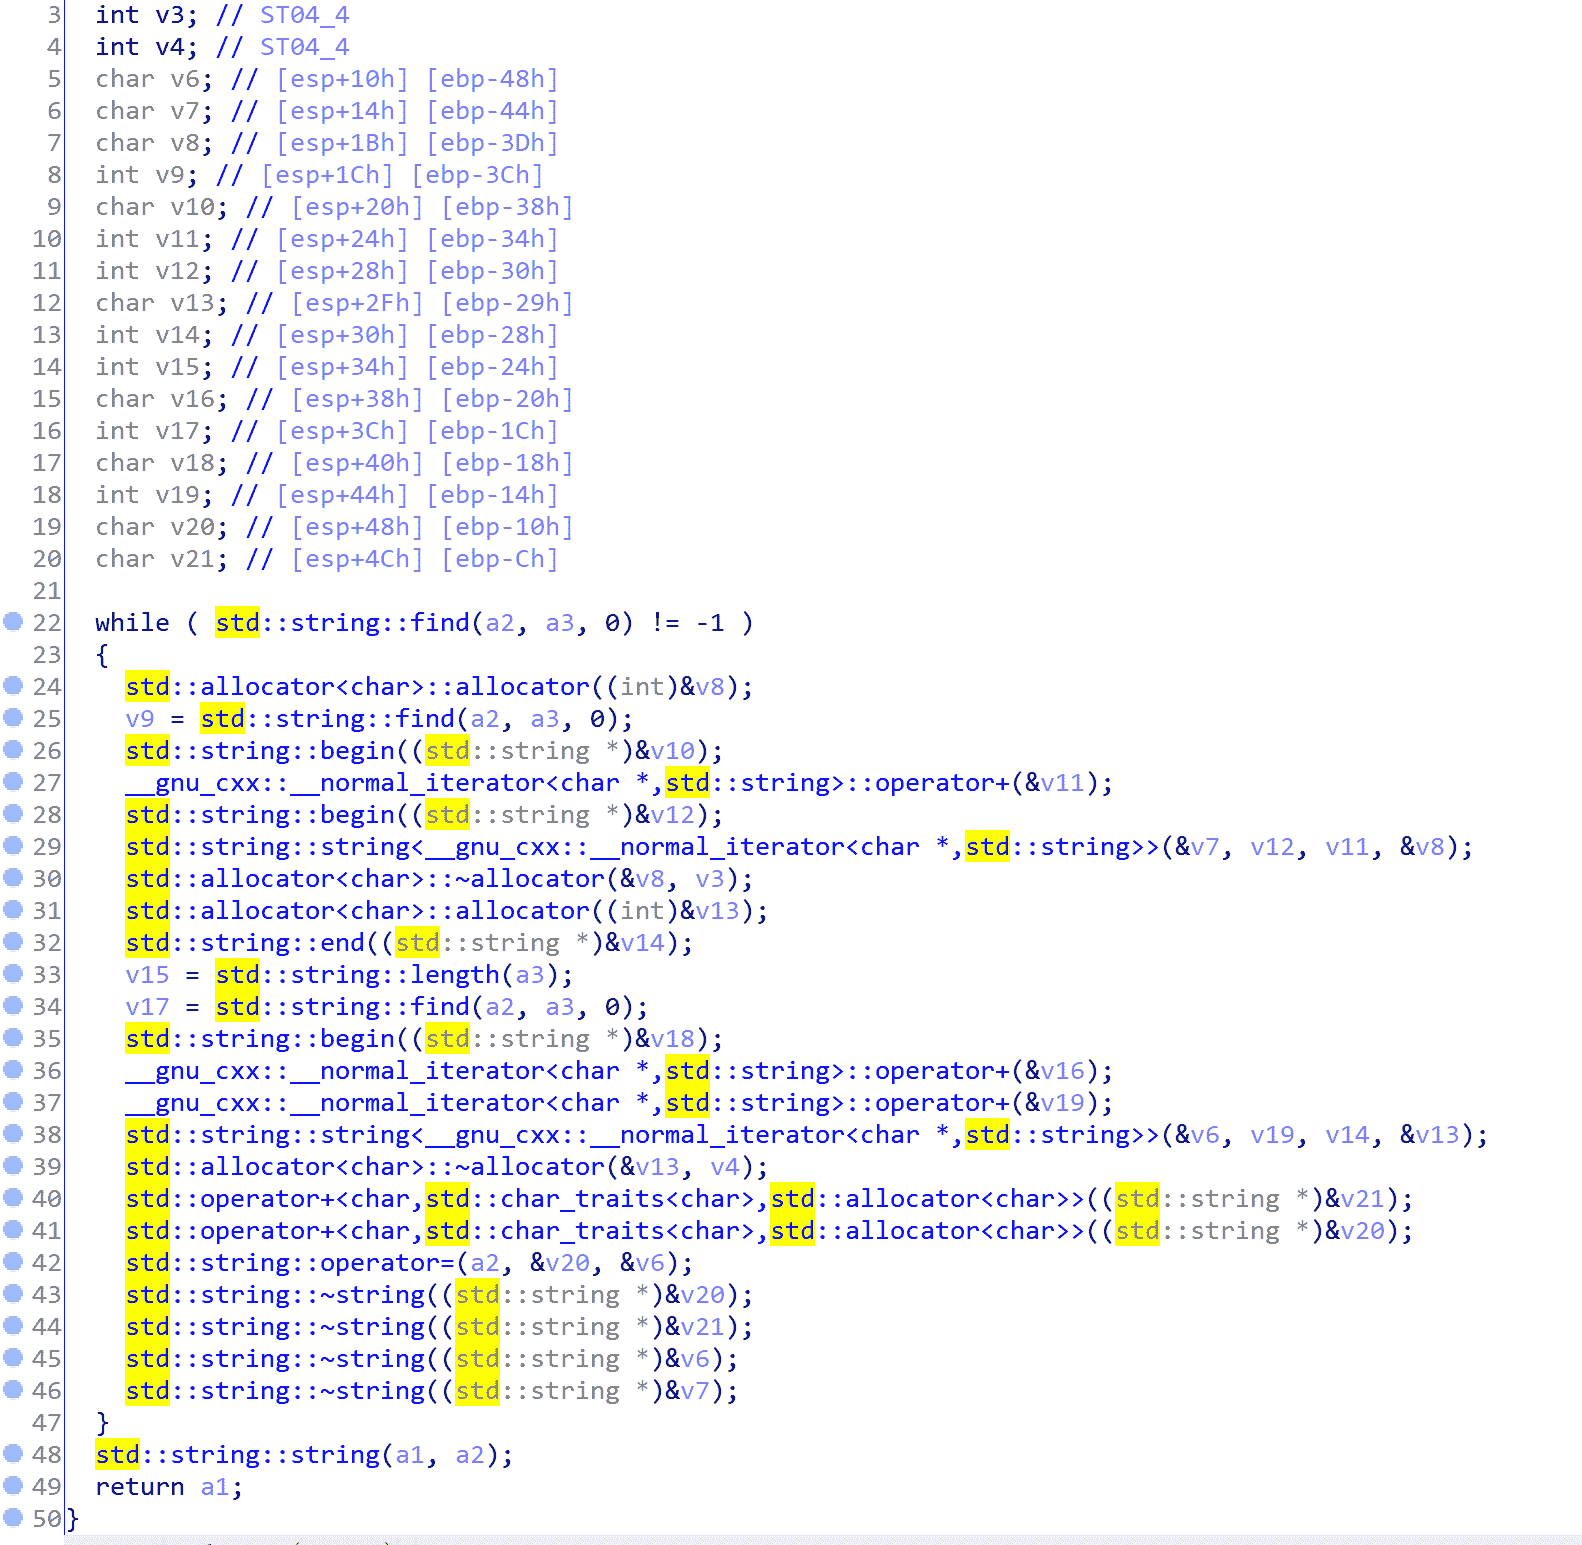 3 int v3; // ST04_4
4 int v4; // ST04_4
5 char v6; // [esp+10h] [ebp-48h]
6 char v7; // [esp+14h] [ebp-44h]
7 char v8; // [esp+1Bh] [ebp-3Dh]
8 int v9; // [esp+1Ch] [ebp-3Ch]
9 char v10; // [esp+20h] [ebp-38h]
10 int v11; // [esp+24h] [ebp-34h]
11 int v12; // [esp+28h] [ebp-30h]
12 char v13; // [esp+2Fh] [ebp-29h]
13 int v14; // [esp+30h] [ebp-28h]
14 int v15; // [esp+34h] [ebp-24h]
15 char v16; // [esp+38h] [ebp-20h]
16 int v17; // [esp+3Ch] [ebp-1Ch]
17 char v18; // [esp+40h] [ebp-18h]
18 int v19; // [esp+44h] [ebp-14h]
19 char v20; // [esp+48h] [ebp-10h]
20 char v21; // [esp+4Ch] [ebp-Ch]
21
22 while ( std::string::find(a2, a3, 0) != -1 )
23 {
24 std::allocator<char>::allocator((int)&v8);
25 v9 = std::string::find(a2, a3, 0);
26 std::string::begin((std::string *)&v10);
27 __gnu_cxx::__normal_iterator<char *,std::string>::operator+(&v11);
28 std::string::begin((std::string *)&v12);
29 std::string::string<__gnu_cxx::__normal_iterator<char *,std::string>>(&v7, v12, v11, &v8);
30 std::allocator<char>::~allocator(&v8, v3);
31 std::allocator<char>::allocator((int)&v13);
32 std::string::end((std::string *)&v14);
33 v15 = std::string::length(a3);
34 v17 = std::string::find(a2, a3, 0);
35 std::string::begin((std::string *)&v18);
36 __gnu_cxx::__normal_iterator<char *,std::string>::operator+(&v16);
37 __gnu_cxx::__normal_iterator<char *,std::string>::operator+(&v19);
38 std::string::string<__gnu_cxx::__normal_iterator<char *,std::string>>(&v6, v19, v14, &v13);
39 std::allocator<char>::~allocator(&v13, v4);
40 std::operator+<char,std::char_traits<char>,std::allocator<char>>((std::string *)&v21);
41 std::operator+<char,std::char_traits<char>,std::allocator<char>>((std::string *)&v20);
42 std::string::operator=(a2, &v20, &v6);
43 std::string::~string((std::string *)&v20);
44 std::string::~string((std::string *)&v21);
45 std::string::~string((std::string *)&v6);
46 std::string::~string((std::string *)&v7);
47 }
48 std::string::string(a1, a2);
49 return a1;
50 }